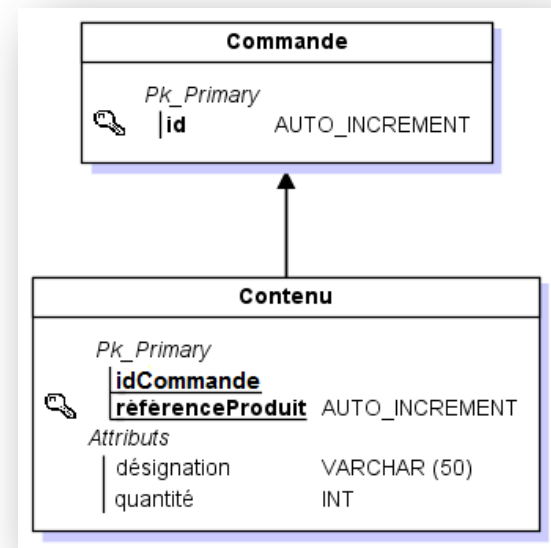 Commande
Pk_Primary
id AUTO_INCREMENT
Contenu
Pk_Primary
idCommande
référenceProduit AUTO_INCREMENT
Attributs
désignation VARCHAR (50)
quantité INT